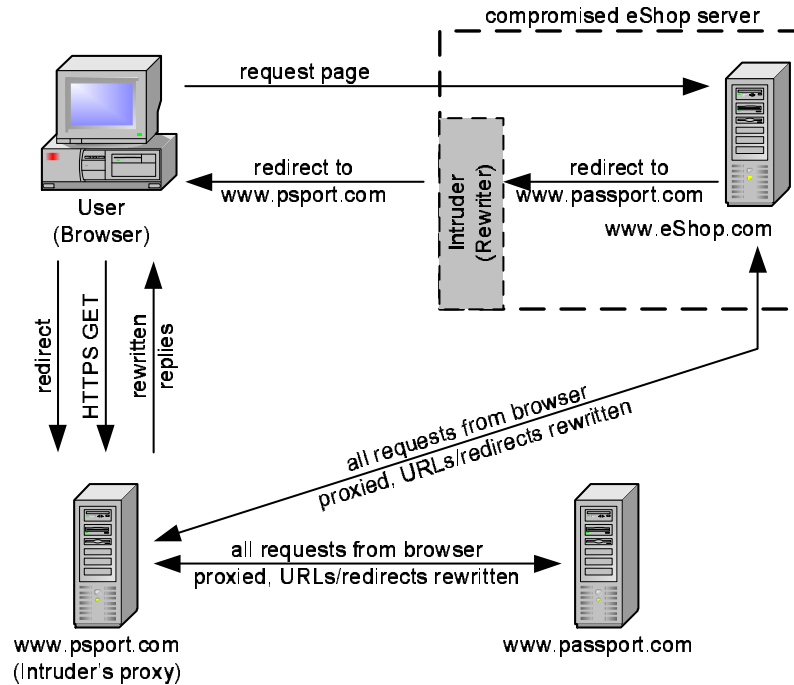 compromised eShop server
request page
redirect to
www.psport.com
redirect to
www.passport.com
Intruder
(Rewriter)
User
(Browser)
www.eShop.com
redirect
HTTPS GET
rewritten
replies
all requests from browser
proxied, URLs/redirects rewritten
all requests from browser
proxied, URLs/redirects rewritten
www.psport.com
(Intruder's proxy)
www.passport.com